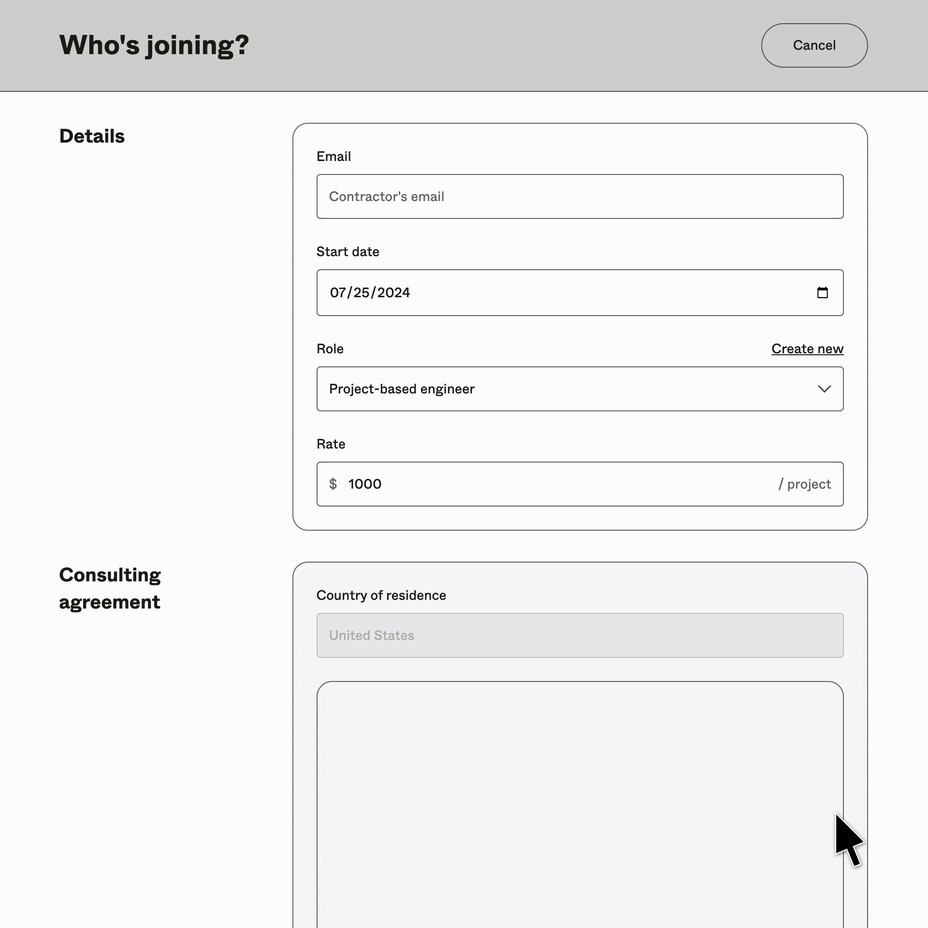 Who's joining?
Cancel
Details
Email
Contractor's email
Start date
07/25/2024
Role
Create new
Project-based engineer
Rate
$ 1000 / project
Consulting
agreement
Country of residence
United States